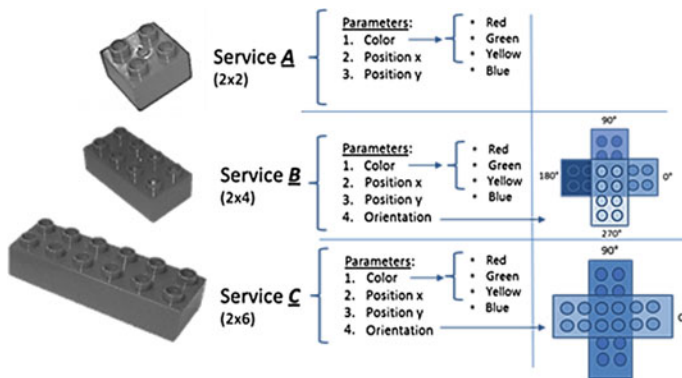 Service A
(2x2)
Parameters:
1. Color
2. Position x
3. Position y
• Red
• Green
• Yellow
• Blue
Service B
(2x4)
Parameters:
1. Color
2. Position x
3. Position y
4. Orientation
• Red
• Green
• Yellow
• Blue
90°
180°
0°
270°
Service C
(2x6)
Parameters:
1. Color
2. Position x
3. Position y
4. Orientation
• Red
• Green
• Yellow
• Blue
90°